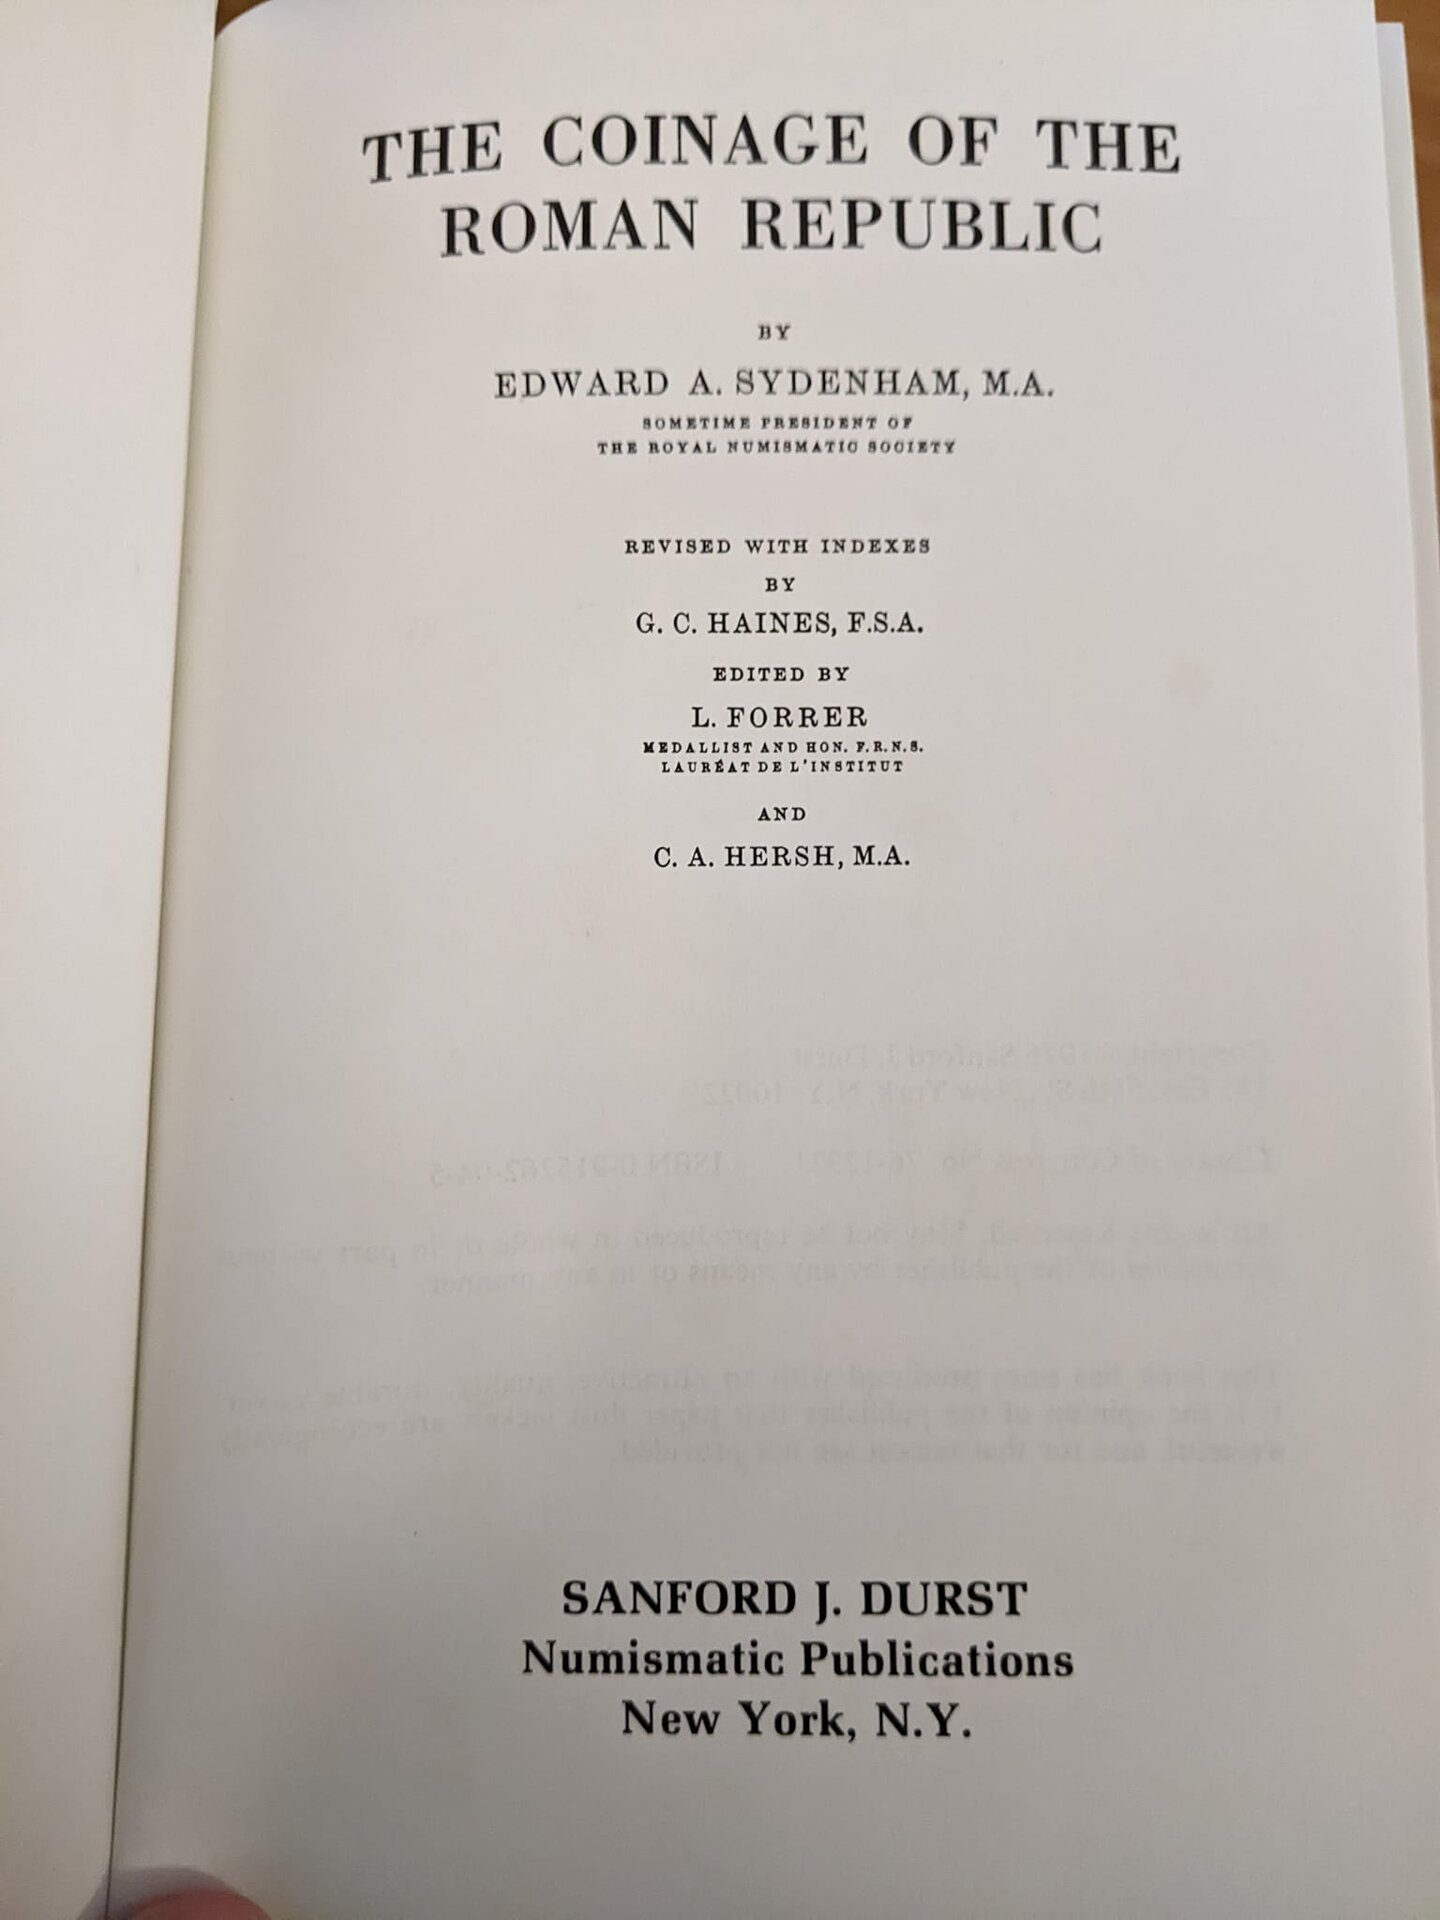 THE COINAGE OF THE
ROMAN REPUBLIC
BY
EDWARD A. SYDENHAM, M.A.
SOMETIME PRESIDENT OF
THE ROYAL NUMISMATIC SOCIETY
REVISED WITH INDEXES
BY
G. C. HAINES, F.S.A.
EDITED BY
L. FORRER
MEDALLIST AND HON. F.R.N.S.
LAURÉAT DE L'INSTITUT
AND
C. A. HERSH, M.A.
SANFORD J. DURST
Numismatic Publications
New York, N.Y.